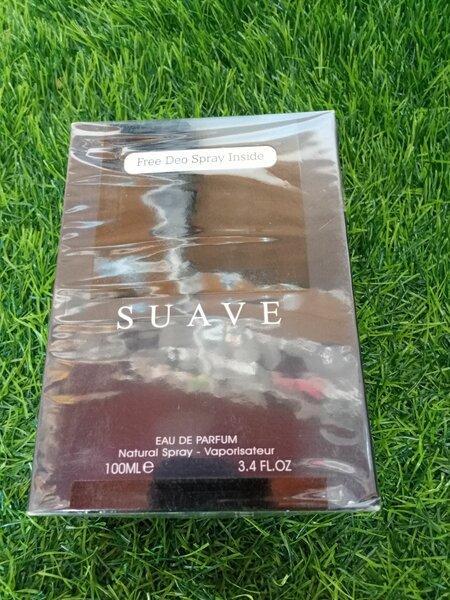 Free Deo Spray Inside
SUAVE
EAU DE PARFUM
Natural Spray - Vaporisateur
100ML℮ 3.4 FL.OZ